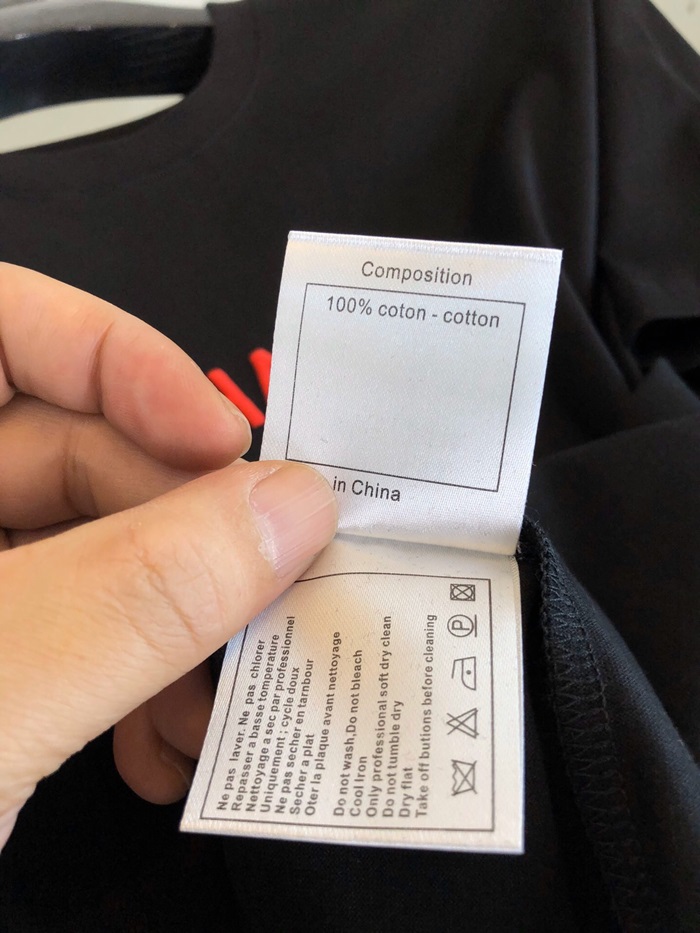 Composition
100% coton - cotton
in China
Ne pas laver. Ne pas chlorer
Repasser a basse temperature
Nettoyage a sec par professionnel
Uniquement ; cycle doux
Ne pas secher en tarnbour
Secher a plat
Oter la plaque avant nettoyage
Do not wash,Do not bleach
Cool Iron
Only professional soft dry clean
Do not tumble dry
Dry flat
Take off buttons before cleaning
P